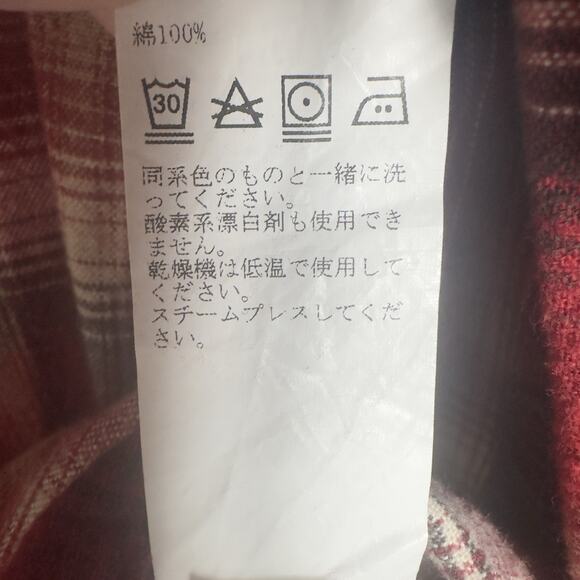 綿100%
30
同系色のものと一緒に洗
ってください。
酸素系漂白剤も使用でき
ません。
乾燥機は低温で使用して
ください。
スチームプレスしてくだ
さい。